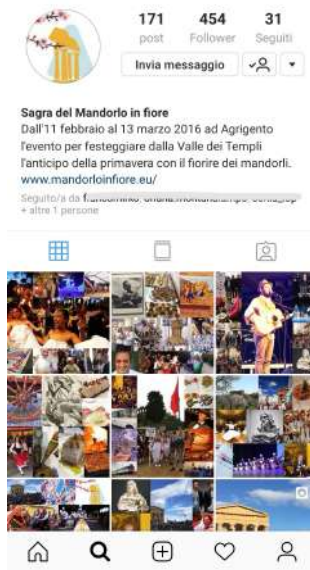 171 454 31
post Follower Seguiti
Invia messaggio
Sagra del Mandorlo in fiore
Dall'11 febbraio al 13 marzo 2016 ad Agrigento
l'evento per festeggiare dalla Valle dei Templi
l'anticipo della primavera con il fiorire dei mandorli.
www.mandorloinfiore.eu/
Seguito/a da
+ altre 1 persone